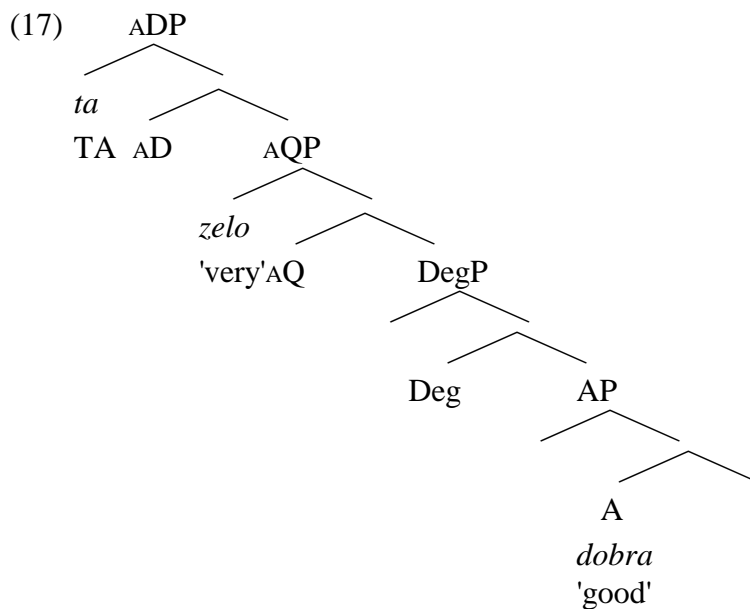 (17) ADP
ta
TA AD AQP
zelo
'very'AQ DegP
Deg AP
A
dobra
'good'